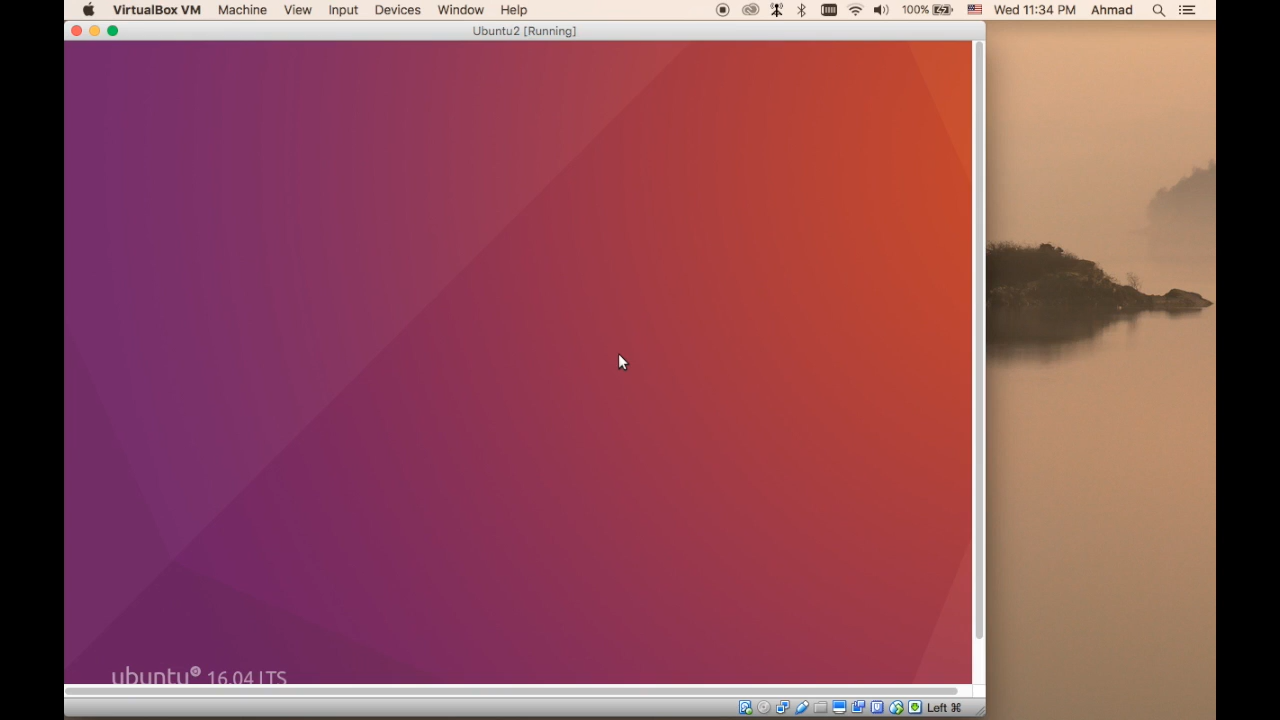 VirtualBox VM Machine View Input Devices Window Help 100% Wed 11:34 PM Ahmad
Ubuntu2 [Running]
ubuntu 16.04 LTS
Left ⌘